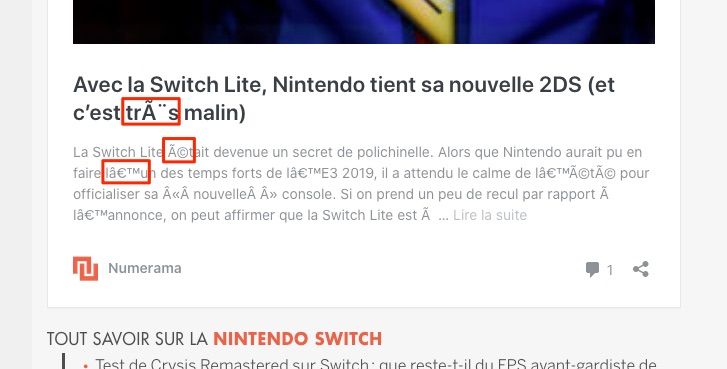 Avec la Switch Lite, Nintendo tient sa nouvelle 2DS (et
c’est trÃ¨s malin)
La Switch Lite Ã©tait devenue un secret de polichinelle. Alors que Nintendo aurait pu en
faire lâ€™un des temps forts de lâ€™E3 2019, il a attendu le calme de lâ€™Ã©tÃ© pour
officialiser sa Â«Â nouvelleÂ Â» console. Si on prend un peu de recul par rapport Ã
lâ€™annonce, on peut affirmer que la Switch Lite est Ã ... Lire la suite
Numerama
1
TOUT SAVOIR SUR LA NINTENDO SWITCH
• Test de Crysis Remastered sur Switch : que reste-t-il du FPS avant-gardiste de